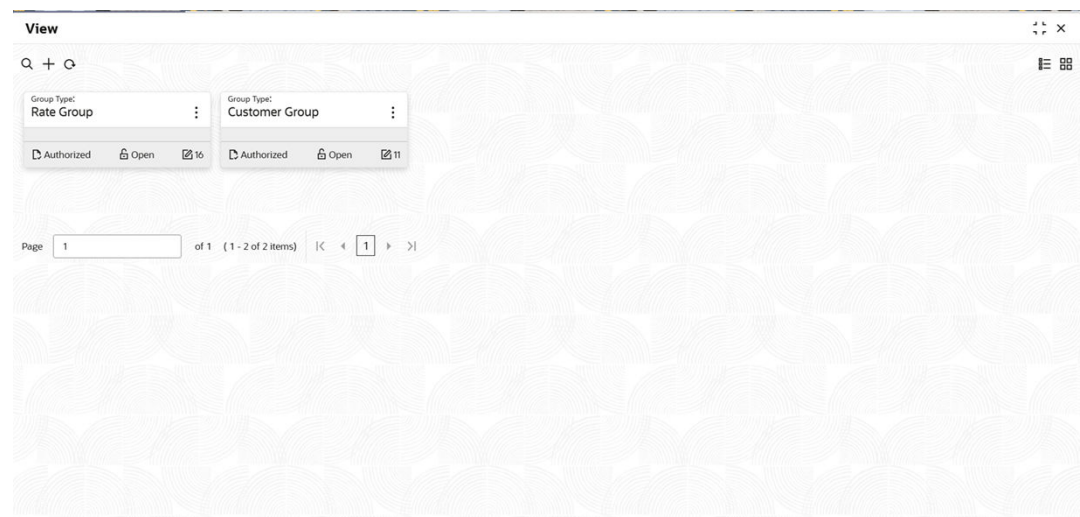 View
Group Type:
Rate Group
Authorized Open 16
Group Type:
Customer Group
Authorized Open 11
Page 1 of 1 ( 1 - 2 of 2 items) 1